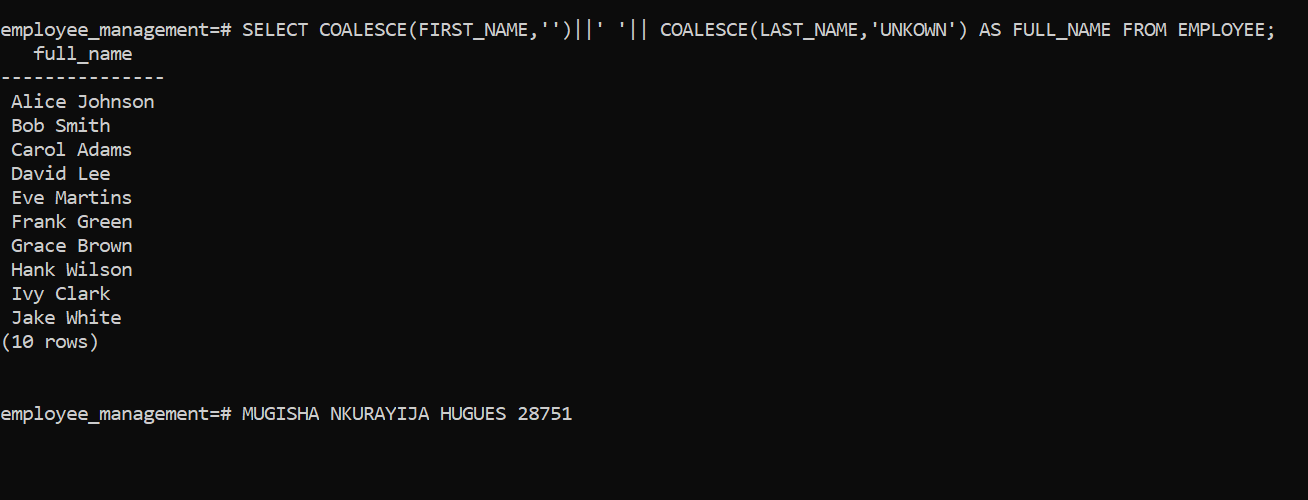 employee_management=# SELECT COALESCE(FIRST_NAME,'')||' '|| COALESCE(LAST_NAME,'UNKOWN') AS FULL_NAME FROM EMPLOYEE;
full_name
---------------
Alice Johnson
Bob Smith
Carol Adams
David Lee
Eve Martins
Frank Green
Grace Brown
Hank Wilson
Ivy Clark
Jake White
(10 rows)
employee_management=# MUGISHA NKURAYIJA HUGUES 28751